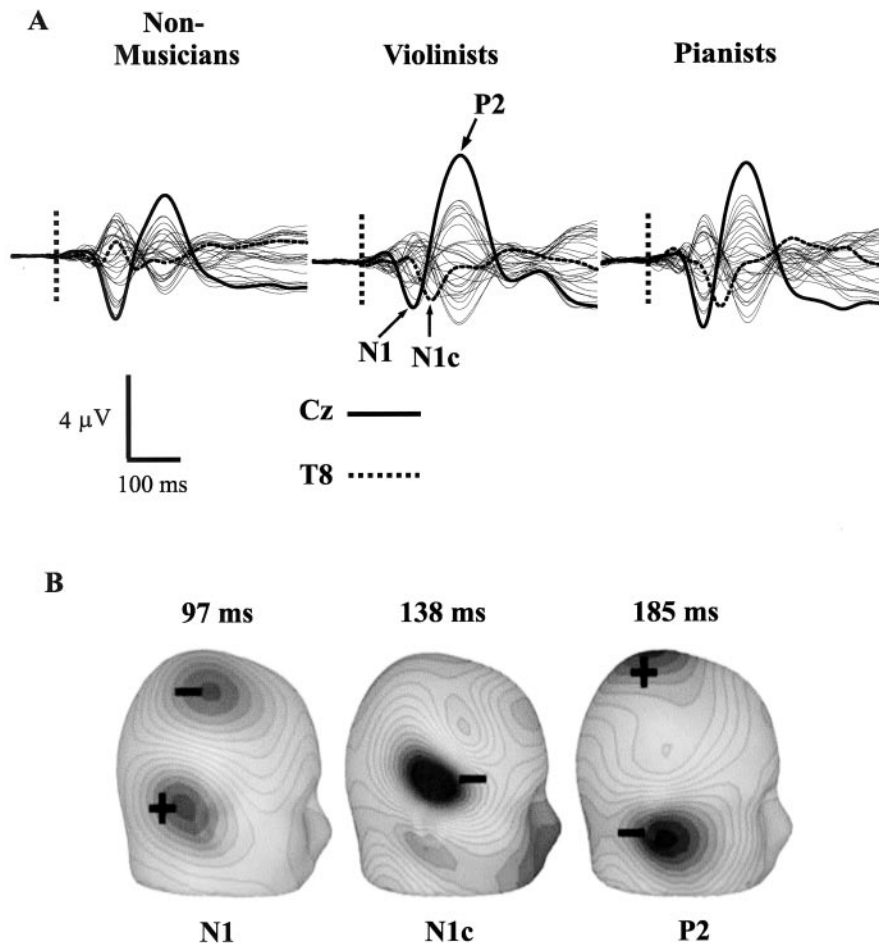 A
Non-
Musicians
Violinists
Pianists
P2
N1
N1c
4 μV
100 ms
Cz
T8
B
97 ms
138 ms
185 ms
− + − + −
N1
N1c
P2